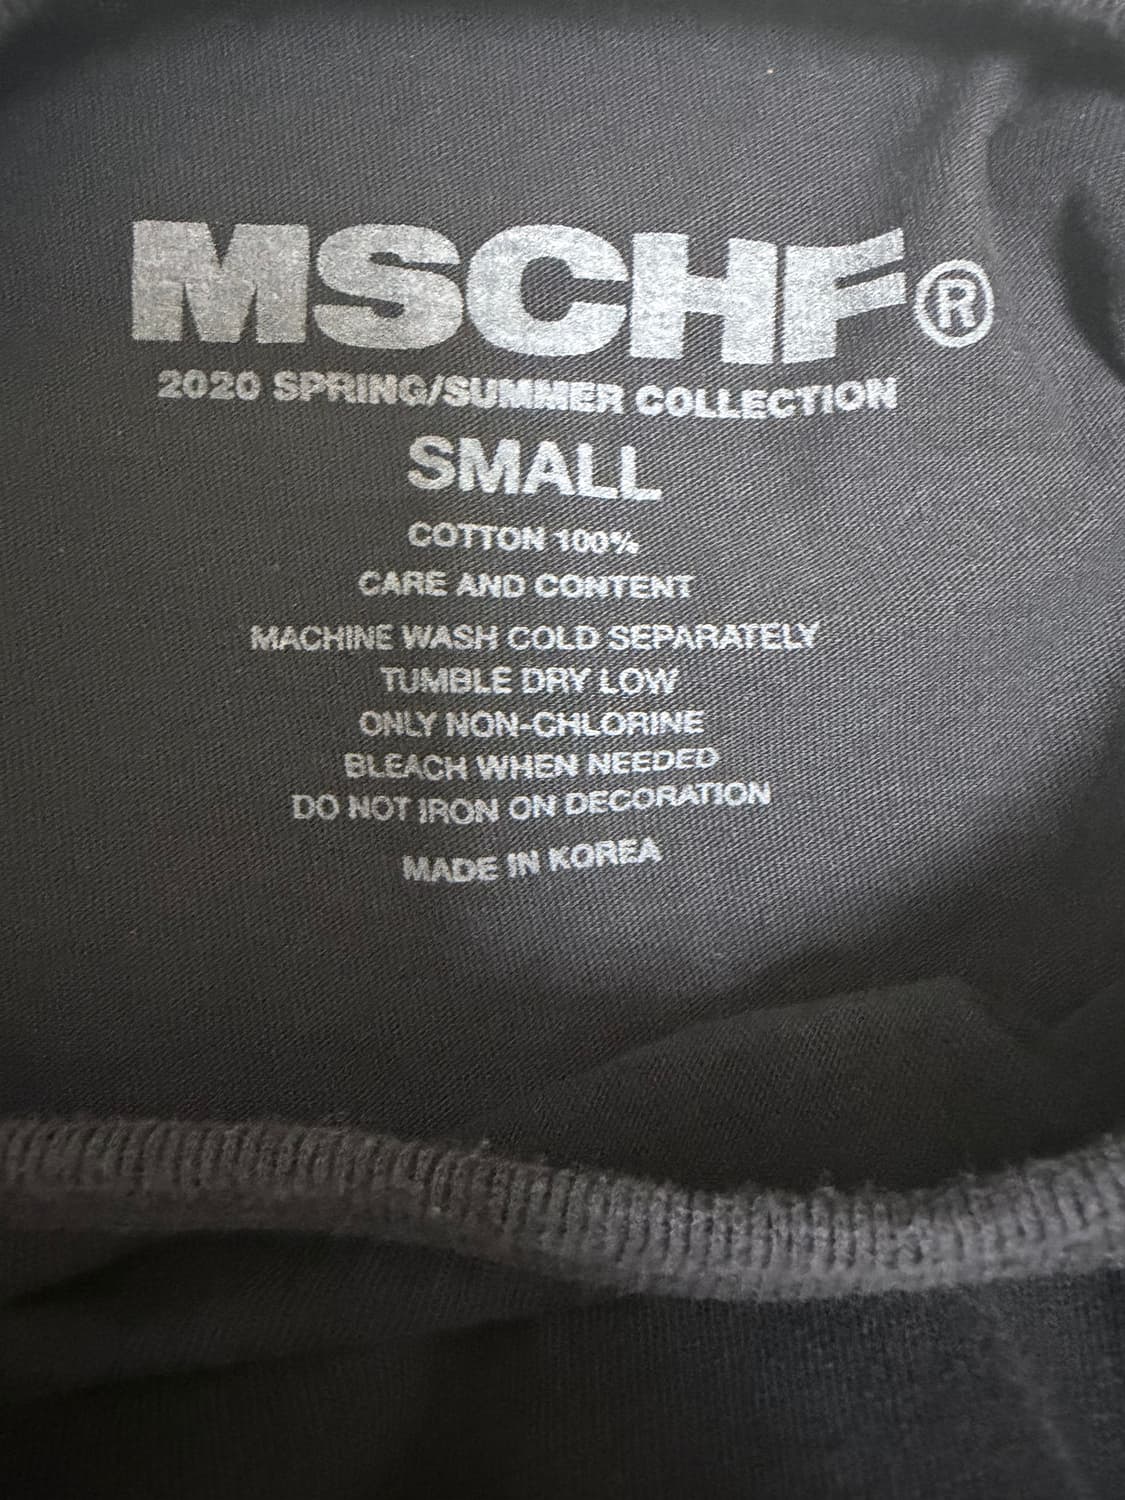 MSCHF®
2020 SPRING/SUMMER COLLECTION
SMALL
COTTON 100%
CARE AND CONTENT
MACHINE WASH COLD SEPARATELY
TUMBLE DRY LOW
ONLY NON-CHLORINE
BLEACH WHEN NEEDED
DO NOT IRON ON DECORATION
MADE IN KOREA